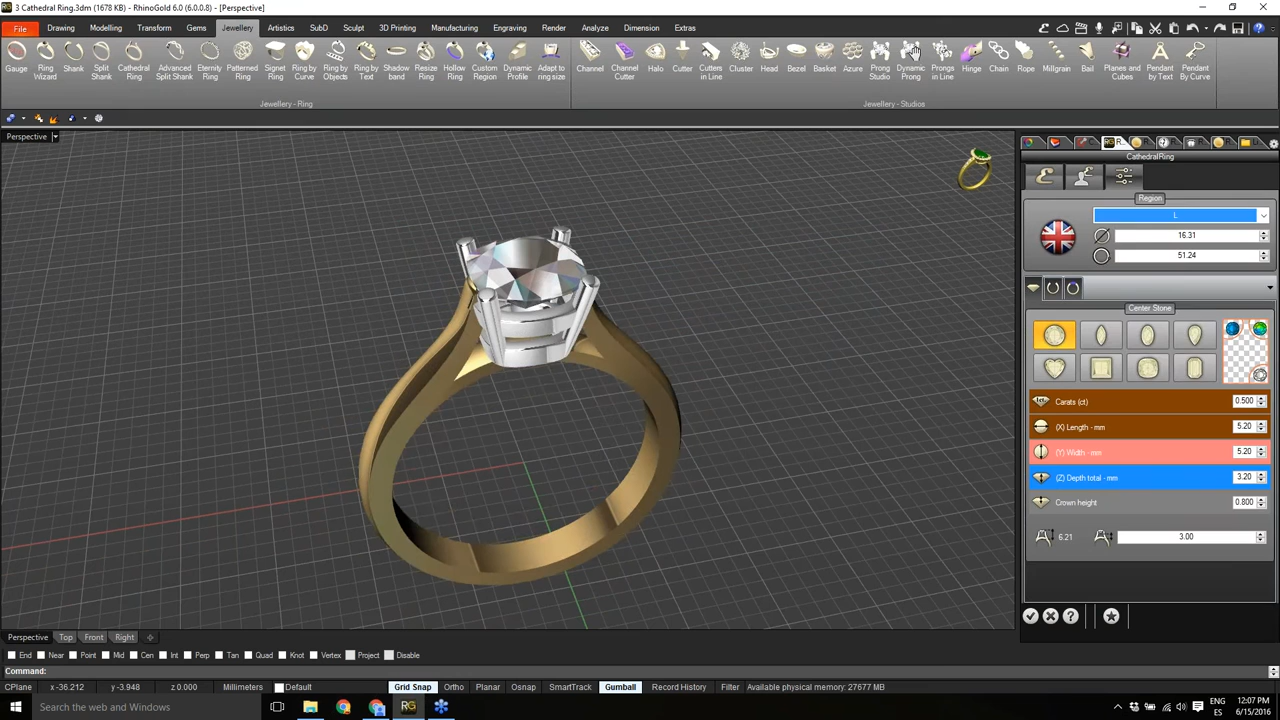 3 Cathedral Ring.3dm (1678 KB) - RhinoGold 6.0 (6.0.0.8) - [Perspective]
File Drawing Modelling Transform Gems Jewellery Artistics SubD Sculpt 3D Printing Manufacturing Engraving Render Analyze Dimension Extras
Gauge Ring Wizard Shank Split Shank Cathedral Ring Advanced Split Shank Eternity Ring Patterned Ring Signet Ring Ring by Curve Ring by Objects Ring by Text Shadow band Resize Ring Hollow Ring Custom Region Dynamic Profile Adapt to ring size Channel Channel Cutter Halo Cutter Cutters in Line Cluster Head Bezel Basket Azure Prong Studio Dynamic Prong Prongs in Line Hinge Chain Rope Millgrain Bail Planes and Cubes Pendant by Text Pendant By Curve
Jewellery - Ring Jewellery - Studios
Perspective
CathedralRing
Region
L
16.31
51.24
Center Stone
Carats (ct) 0.500
(X) Length - mm 5.20
(Y) Width - mm 5.20
(Z) Depth total - mm 3.20
Crown height 0.800
6.21 3.00
Perspective Top Front Right
End Near Point Mid Cen Int Perp Tan Quad Knot Vertex Project Disable
Command:
CPlane x -36.212 y -3.948 z 0.000 Millimeters Default Grid Snap Ortho Planar Osnap SmartTrack Gumball Record History Filter Available physical memory: 27677 MB
Search the web and Windows
ENG 12:07 PM
ES 6/15/2016